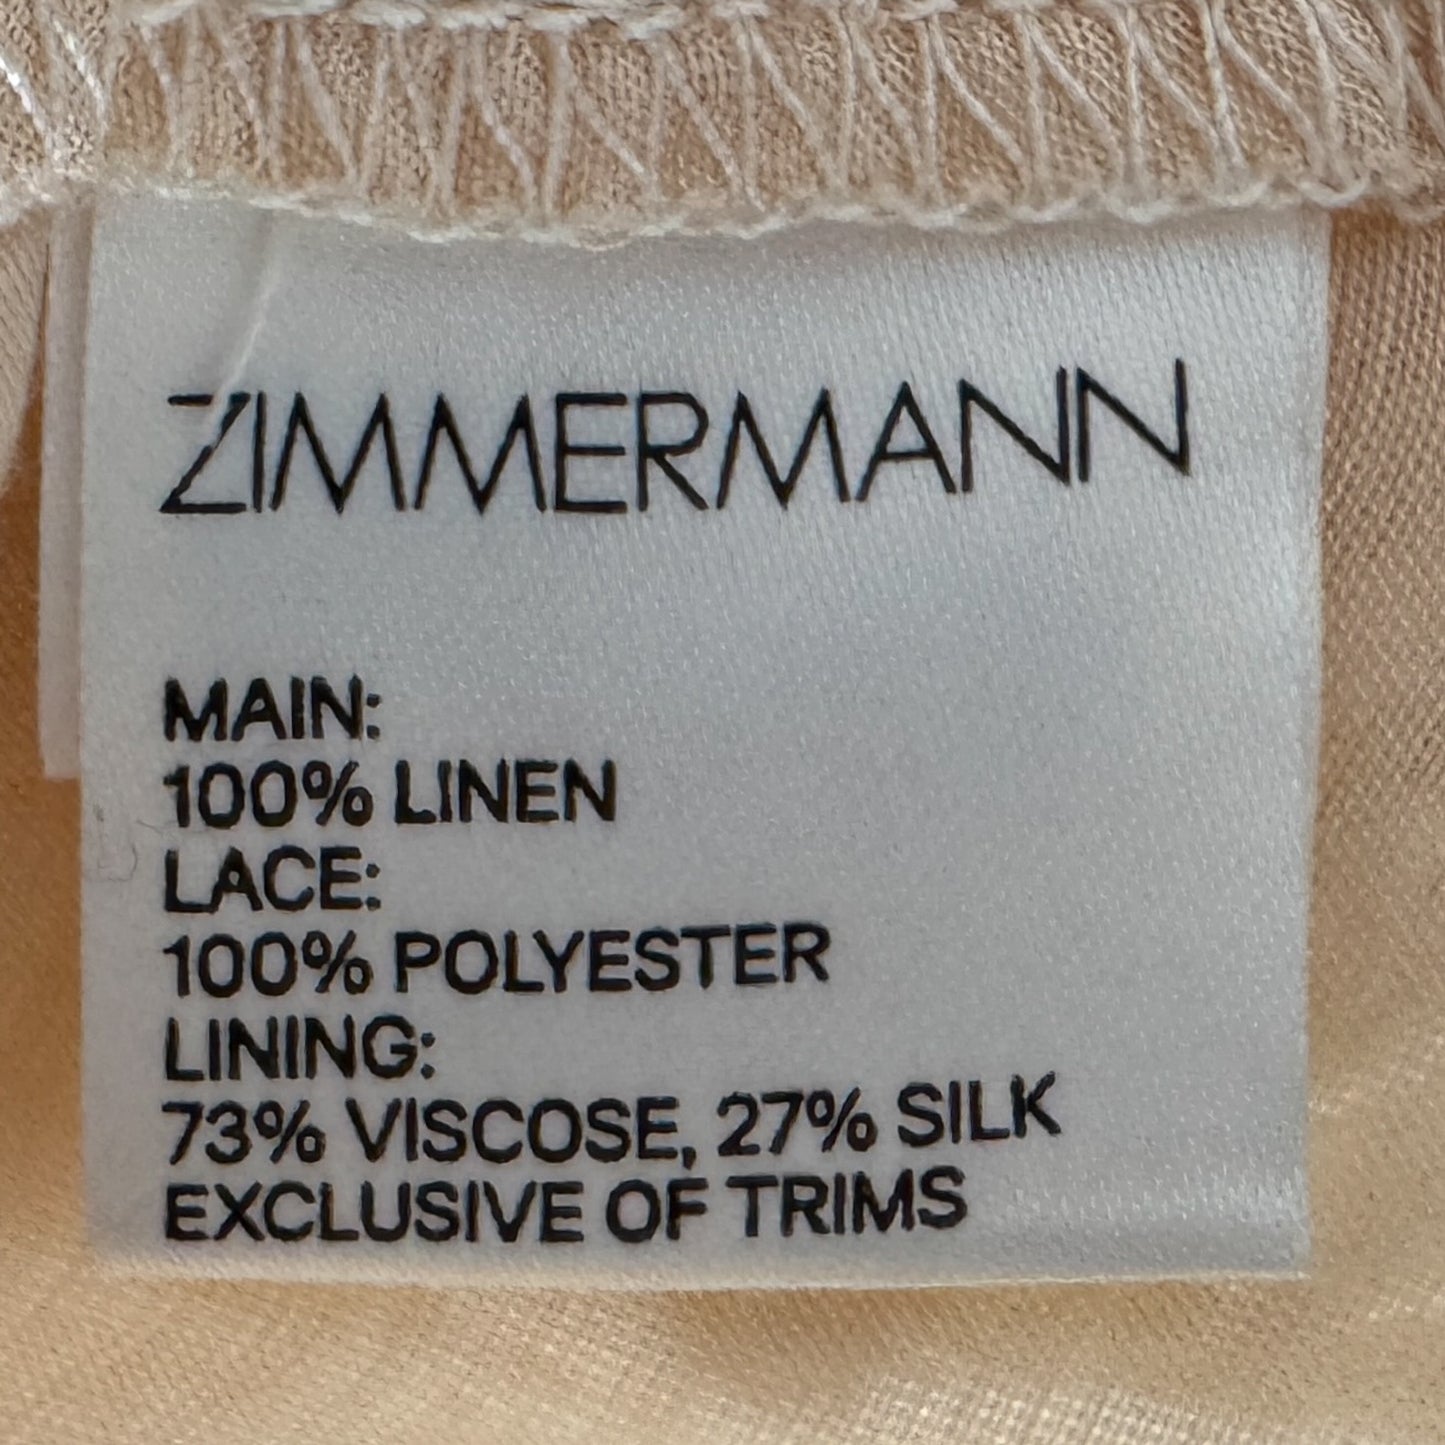 ZIMMERMANN
MAIN:
100% LINEN
LACE:
100% POLYESTER
LINING:
73% VISCOSE, 27% SILK
EXCLUSIVE OF TRIMS